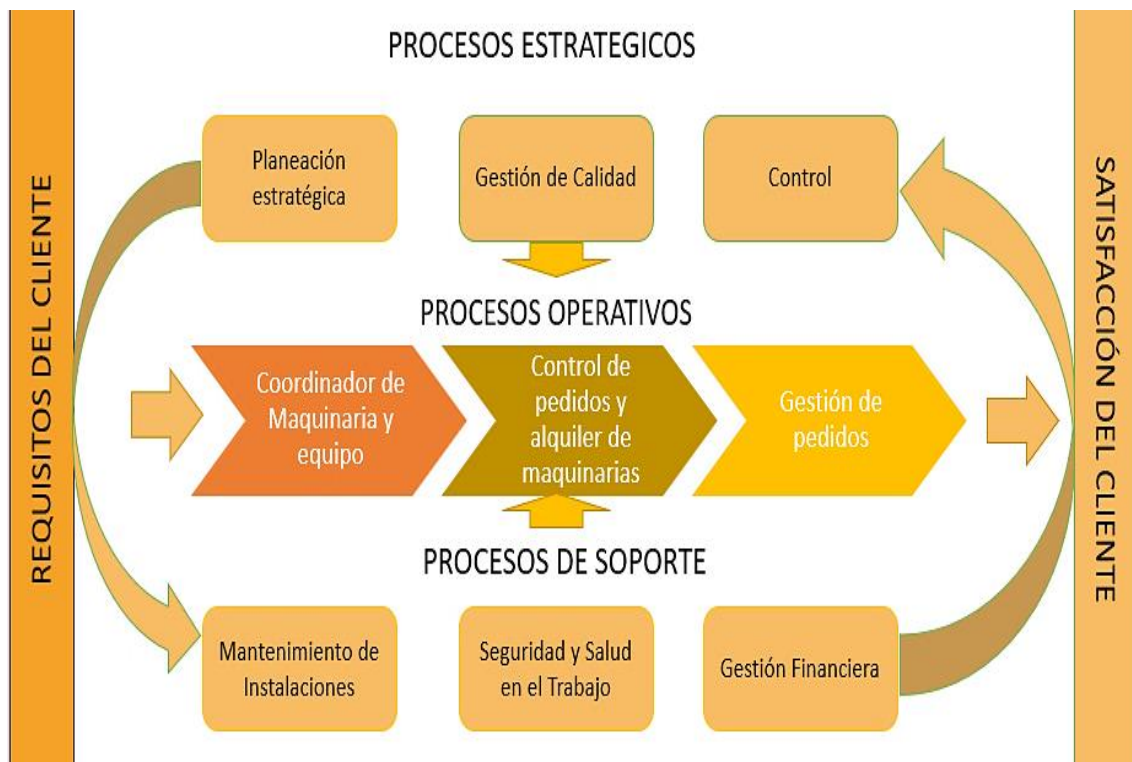 PROCESOS ESTRATEGICOS
REQUISITOS DEL CLIENTE
Planeación
estratégica
Gestión de Calidad
Control
SATISFACCIÓN DEL CLIENTE
PROCESOS OPERATIVOS
Coordinador de
Maquinaria y
equipo
Control de
pedidos y
alquiler de
maquinarias
Gestión de
pedidos
PROCESOS DE SOPORTE
Mantenimiento de
Instalaciones
Seguridad y Salud
en el Trabajo
Gestión Financiera